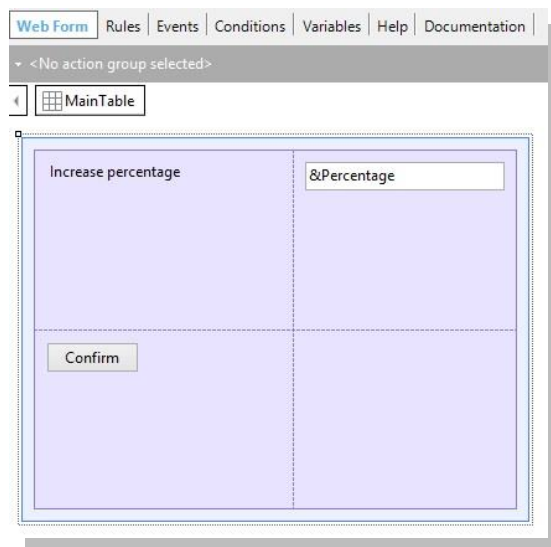 Web Form Rules Events Conditions Variables Help Documentation
<No action group selected>
MainTable
Increase percentage &Percentage
Confirm